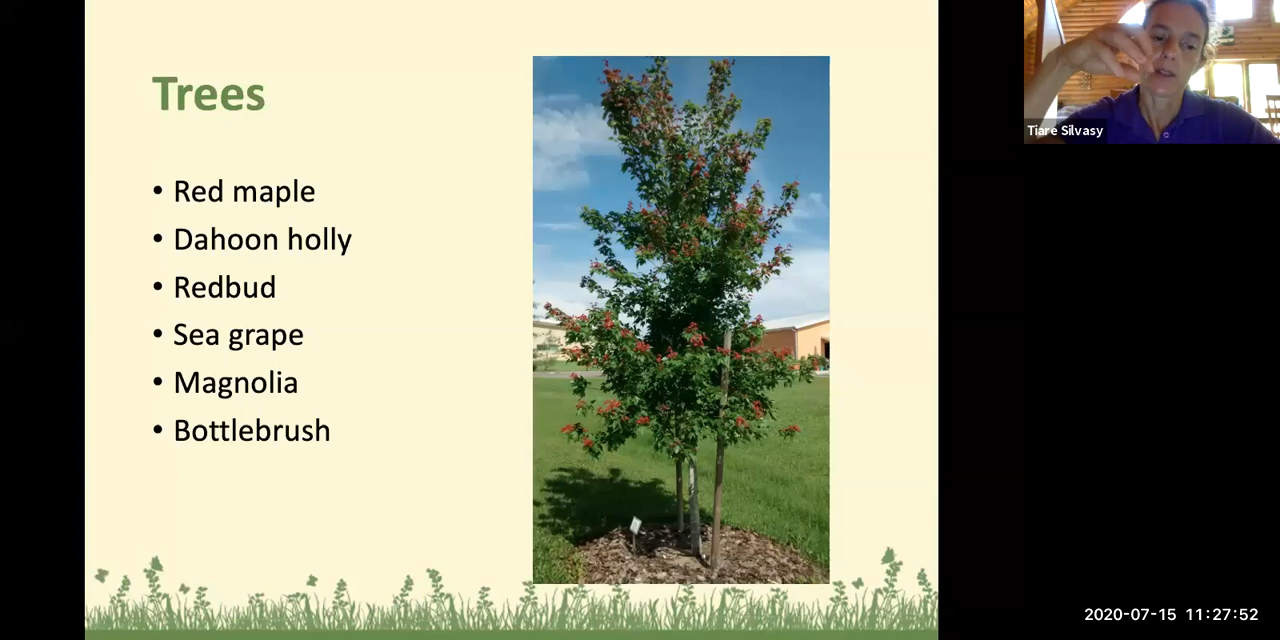 Trees
• Red maple
• Dahoon holly
• Redbud
• Sea grape
• Magnolia
• Bottlebrush
Tiare Silvasy
2020-07-15 11:27:52